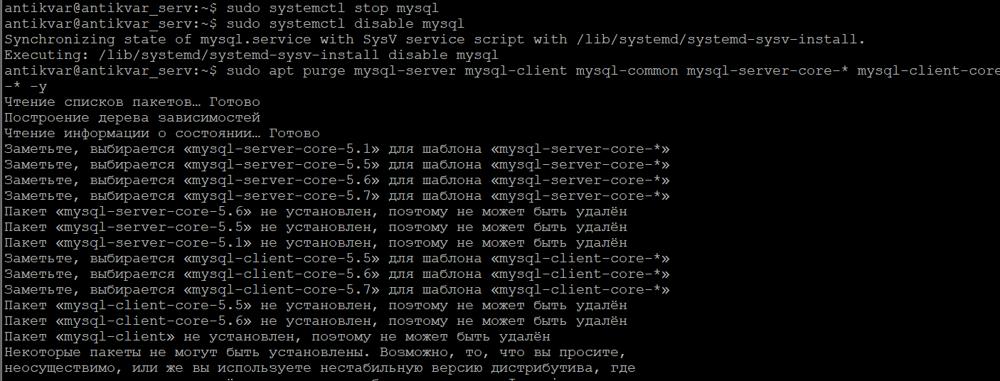 antikvar@antikvar_serv:~$ sudo systemctl stop mysql
antikvar@antikvar_serv:~$ sudo systemctl disable mysql
Synchronizing state of mysql.service with SysV service script with /lib/systemd/systemd-sysv-install.
Executing: /lib/systemd/systemd-sysv-install disable mysql
antikvar@antikvar_serv:~$ sudo apt purge mysql-server mysql-client mysql-common mysql-server-core-* mysql-client-core
-* -y
Чтение списков пакетов… Готово
Построение дерева зависимостей
Чтение информации о состоянии… Готово
Заметьте, выбирается «mysql-server-core-5.1» для шаблона «mysql-server-core-*»
Заметьте, выбирается «mysql-server-core-5.5» для шаблона «mysql-server-core-*»
Заметьте, выбирается «mysql-server-core-5.6» для шаблона «mysql-server-core-*»
Заметьте, выбирается «mysql-server-core-5.7» для шаблона «mysql-server-core-*»
Пакет «mysql-server-core-5.6» не установлен, поэтому не может быть удалён
Пакет «mysql-server-core-5.5» не установлен, поэтому не может быть удалён
Пакет «mysql-server-core-5.1» не установлен, поэтому не может быть удалён
Заметьте, выбирается «mysql-client-core-5.5» для шаблона «mysql-client-core-*»
Заметьте, выбирается «mysql-client-core-5.6» для шаблона «mysql-client-core-*»
Заметьте, выбирается «mysql-client-core-5.7» для шаблона «mysql-client-core-*»
Пакет «mysql-client-core-5.5» не установлен, поэтому не может быть удалён
Пакет «mysql-client-core-5.6» не установлен, поэтому не может быть удалён
Пакет «mysql-client» не установлен, поэтому не может быть удалён
Некоторые пакеты не могут быть установлены. Возможно, то, что вы просите,
неосуществимо, или же вы используете нестабильную версию дистрибутива, где